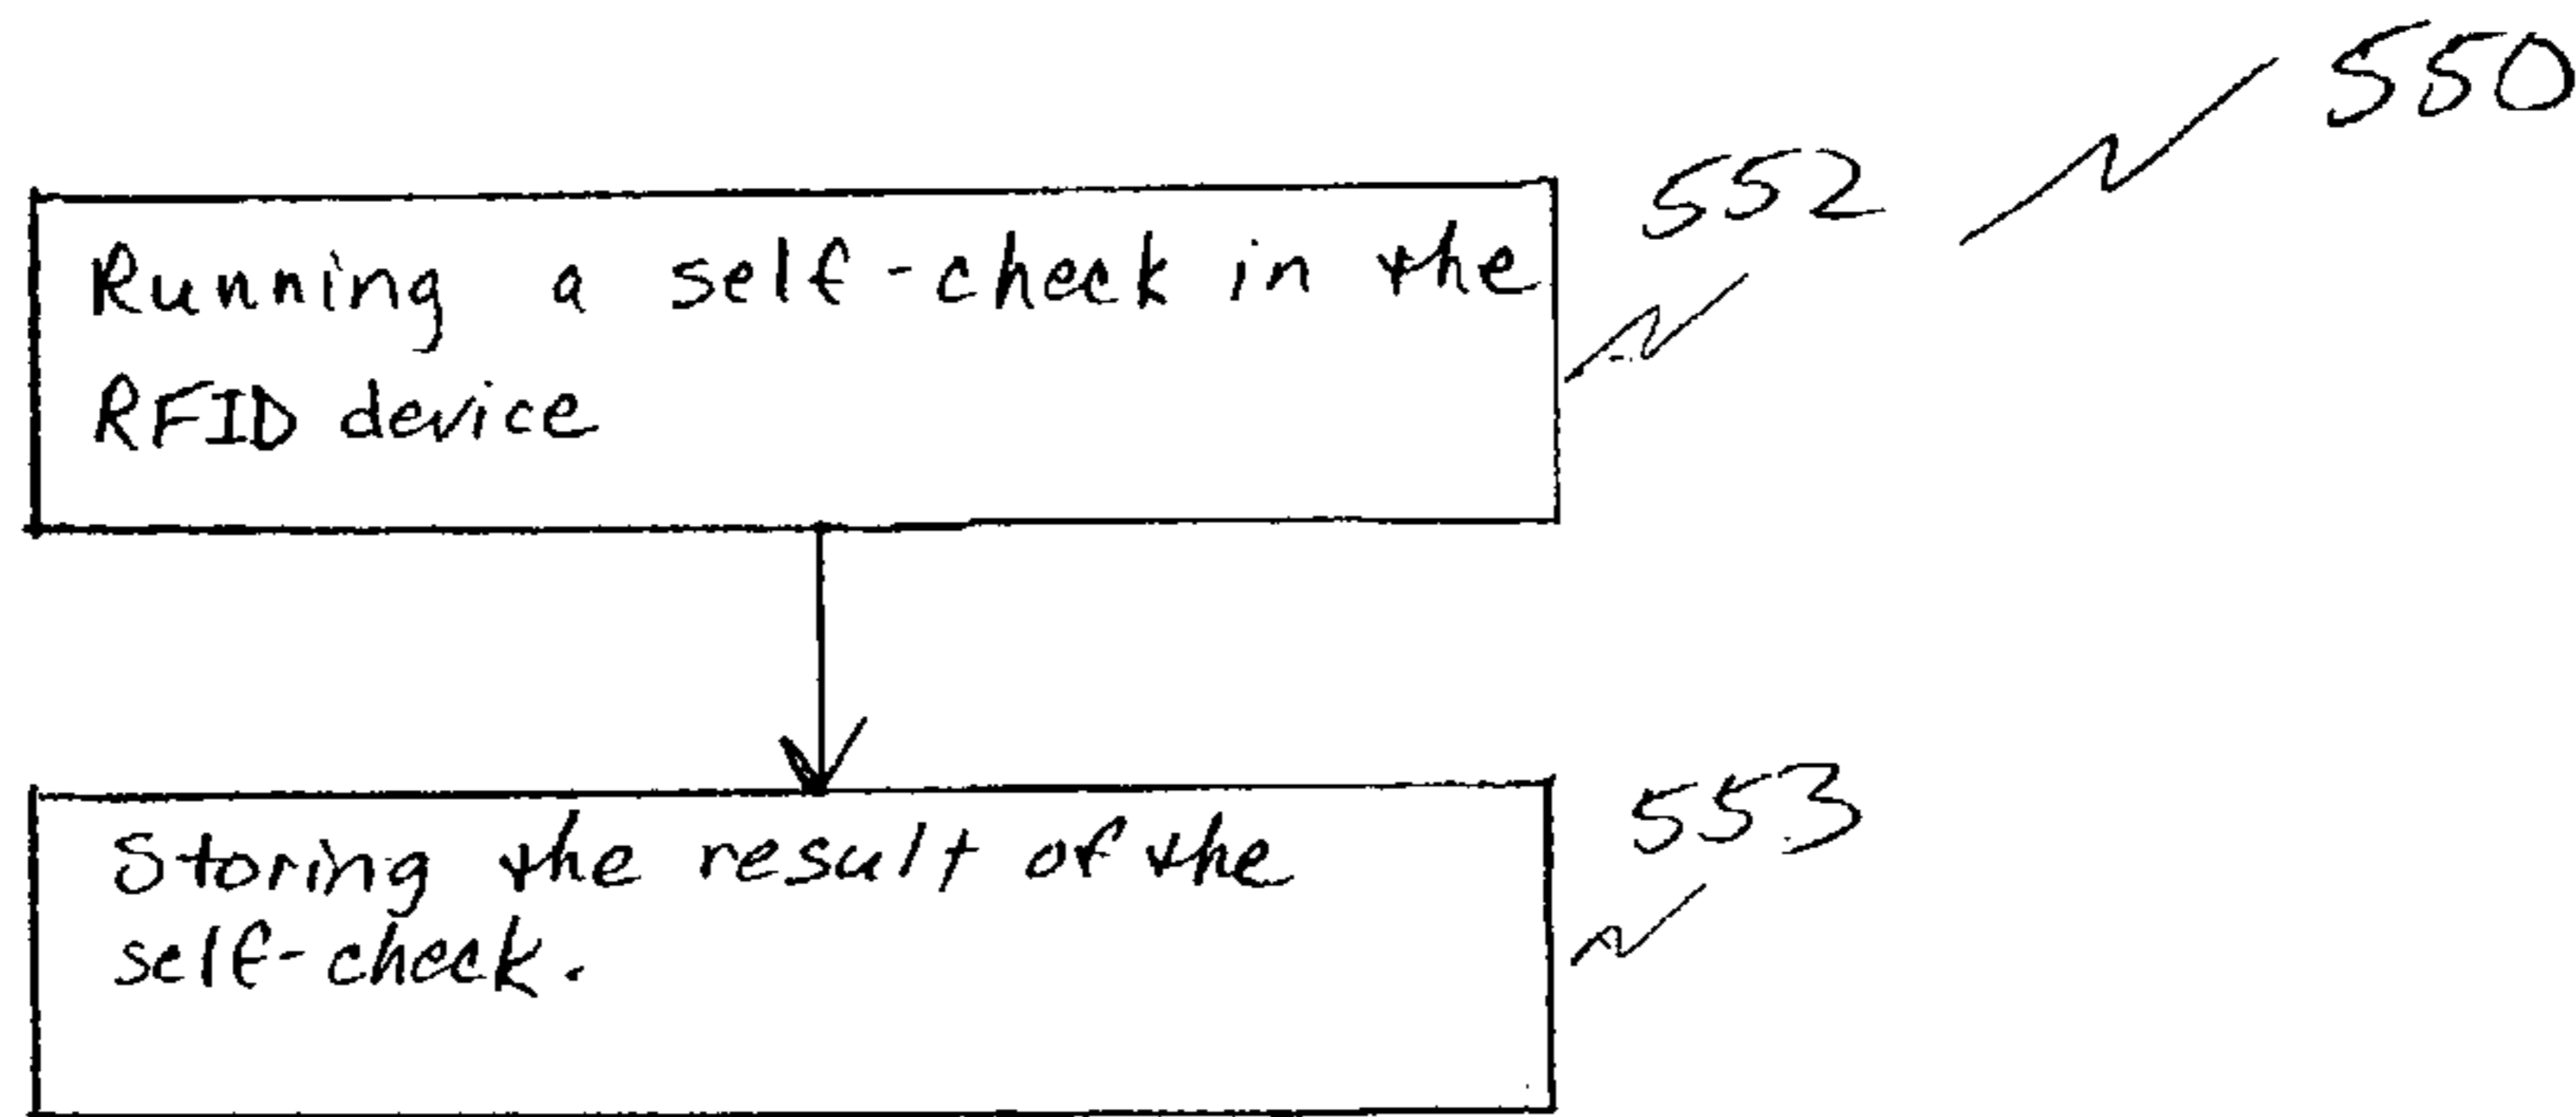 550
552
Running a self-check in the
RFID device
553
Storing the result of the
self-check.